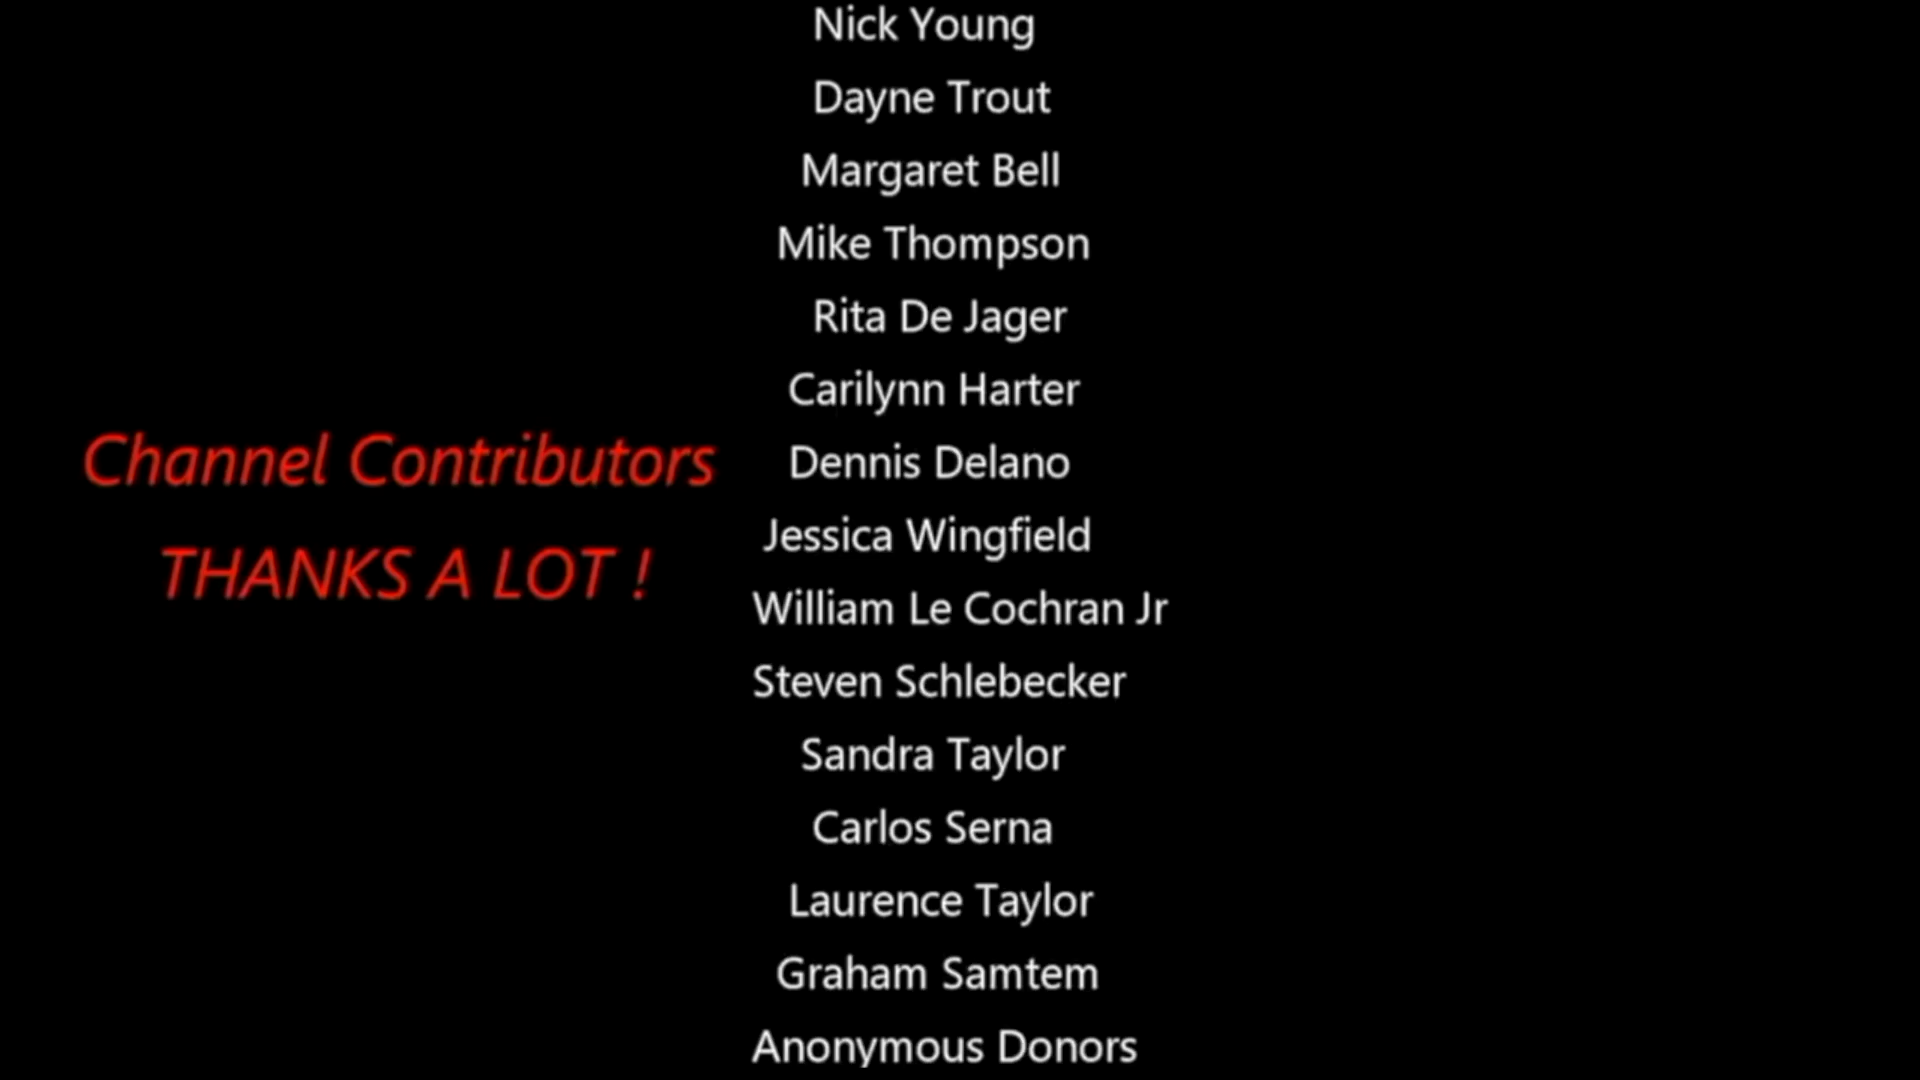 Channel Contributors
THANKS A LOT !
Nick Young
Dayne Trout
Margaret Bell
Mike Thompson
Rita De Jager
Carilynn Harter
Dennis Delano
Jessica Wingfield
William Le Cochran Jr
Steven Schlebecker
Sandra Taylor
Carlos Serna
Laurence Taylor
Graham Samtem
Anonymous Donors